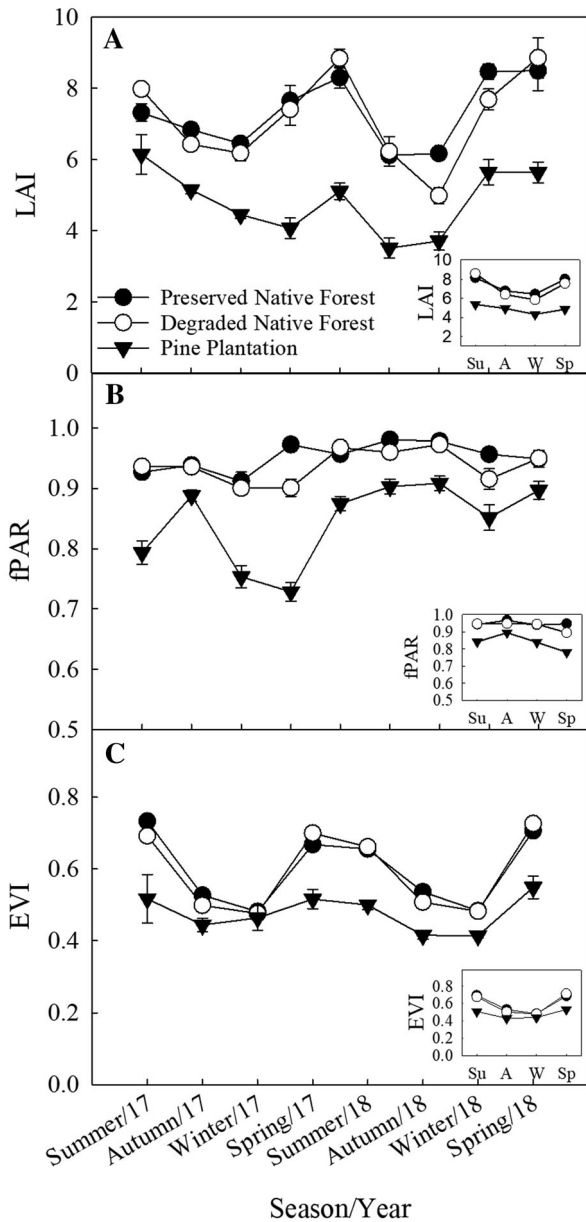 A
10
8
6
4
2
0
LAI
Preserved Native Forest
Degraded Native Forest
Pine Plantation
10
8
6
4
2
LAI
Su A W Sp
B
1.0
0.9
0.8
0.7
0.6
0.5
fPAR
1.0
0.9
0.8
0.7
0.6
0.5
fPAR
Su A W Sp
C
0.8
0.6
0.4
0.2
0.0
EVI
0.8
0.6
0.4
0.2
0.0
EVI
Su A W Sp
Summer/17
Autumn/17
Winter/17
Spring/17
Summer/18
Autumn/18
Winter/18
Spring/18
Season/Year